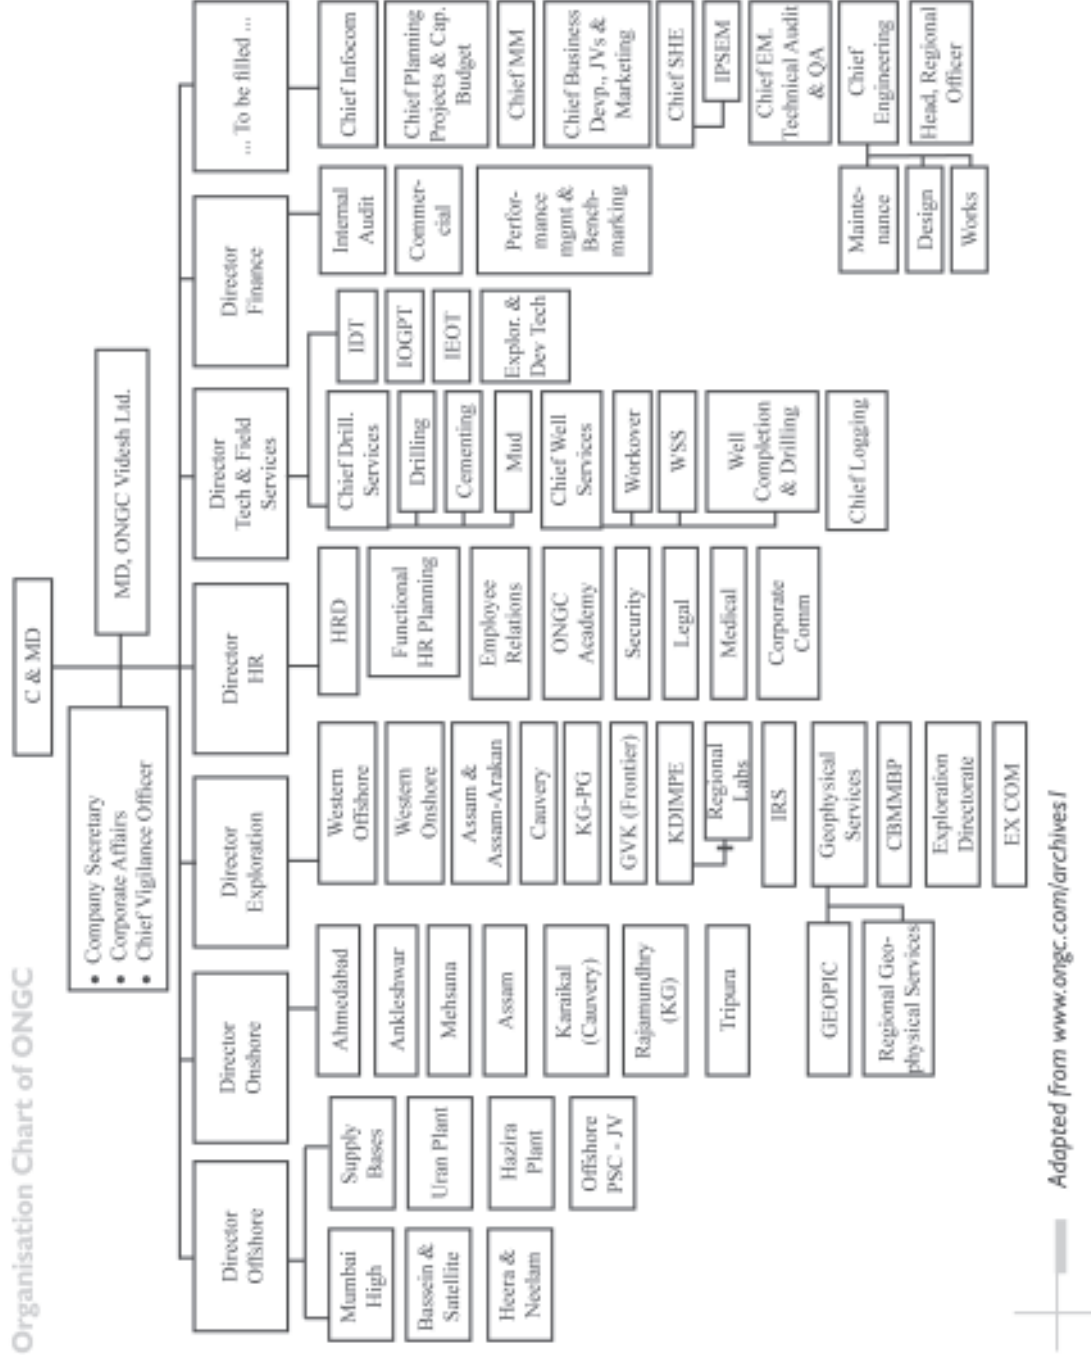 Organisation Chart of ONGC
C & MD
• Company Secretary
• Corporate Affairs
• Chief Vigilance Officer
MD, ONGC Videsh Ltd.
Director
Offshore
Director
Onshore
Director
Exploration
Director
HR
Director
Tech & Field
Services
Director
Finance
... To be filled ...
Mumbai
High
Bassein &
Satellite
Heera &
Neelam
Supply
Bases
Uran Plant
Hazira
Plant
Offshore
PSC - JV
Ahmedabad
Ankleshwar
Mehsana
Assam
Karaikal
(Cauvery)
Rajamundhry
(KG)
Tripura
Western
Offshore
Western
Onshore
Assam &
Assam-Arakan
Cauvery
KG-PG
GVK (Frontier)
KDIMPE
Regional
Labs
IRS
Geophysical
Services
GEOPIC
Regional Geo-
physical Services
CBMMBP
Exploration
Directorate
EX COM
HRD
Functional
HR Planning
Employee
Relations
ONGC
Academy
Security
Legal
Medical
Corporate
Comm
Chief Drill.
Services
Drilling
Cementing
Mud
Chief Well
Services
Workover
WSS
Well
Completion
& Drilling
Chief Logging
IDT
IOGPT
IEOT
Explor. &
Dev Tech
Internal
Audit
Commer-
cial
Perfor-
mance
mgmt &
Bench-
marking
Chief Infocom
Chief Planning
Projects & Cap.
Budget
Chief MM
Chief Business
Devp., JVs &
Marketing
Chief SHE
IPSEM
Chief EM,
Technical Audit
& QA
Chief
Engineering
Mainte-
nance
Design
Works
Head, Regional
Officer
Adapted from www.ongc.com/archives1